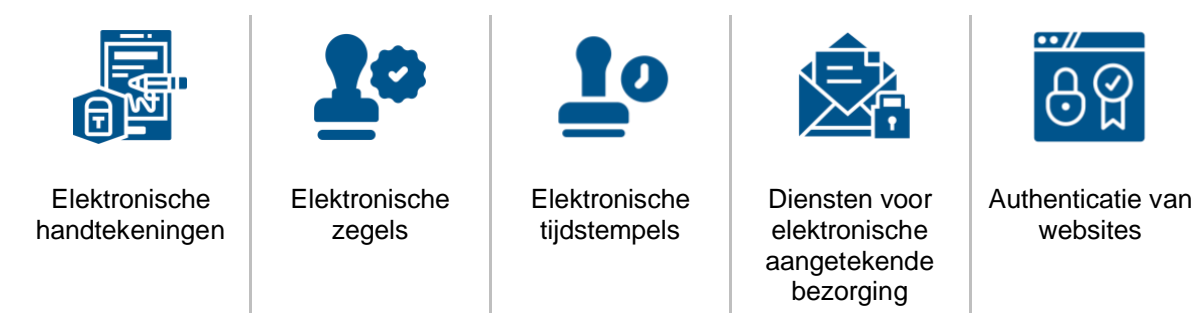 Elektronische
handtekeningen
Elektronische
zegels
Elektronische
tijdstempels
Diensten voor
elektronische
aangetekende
bezorging
Authenticatie van
websites